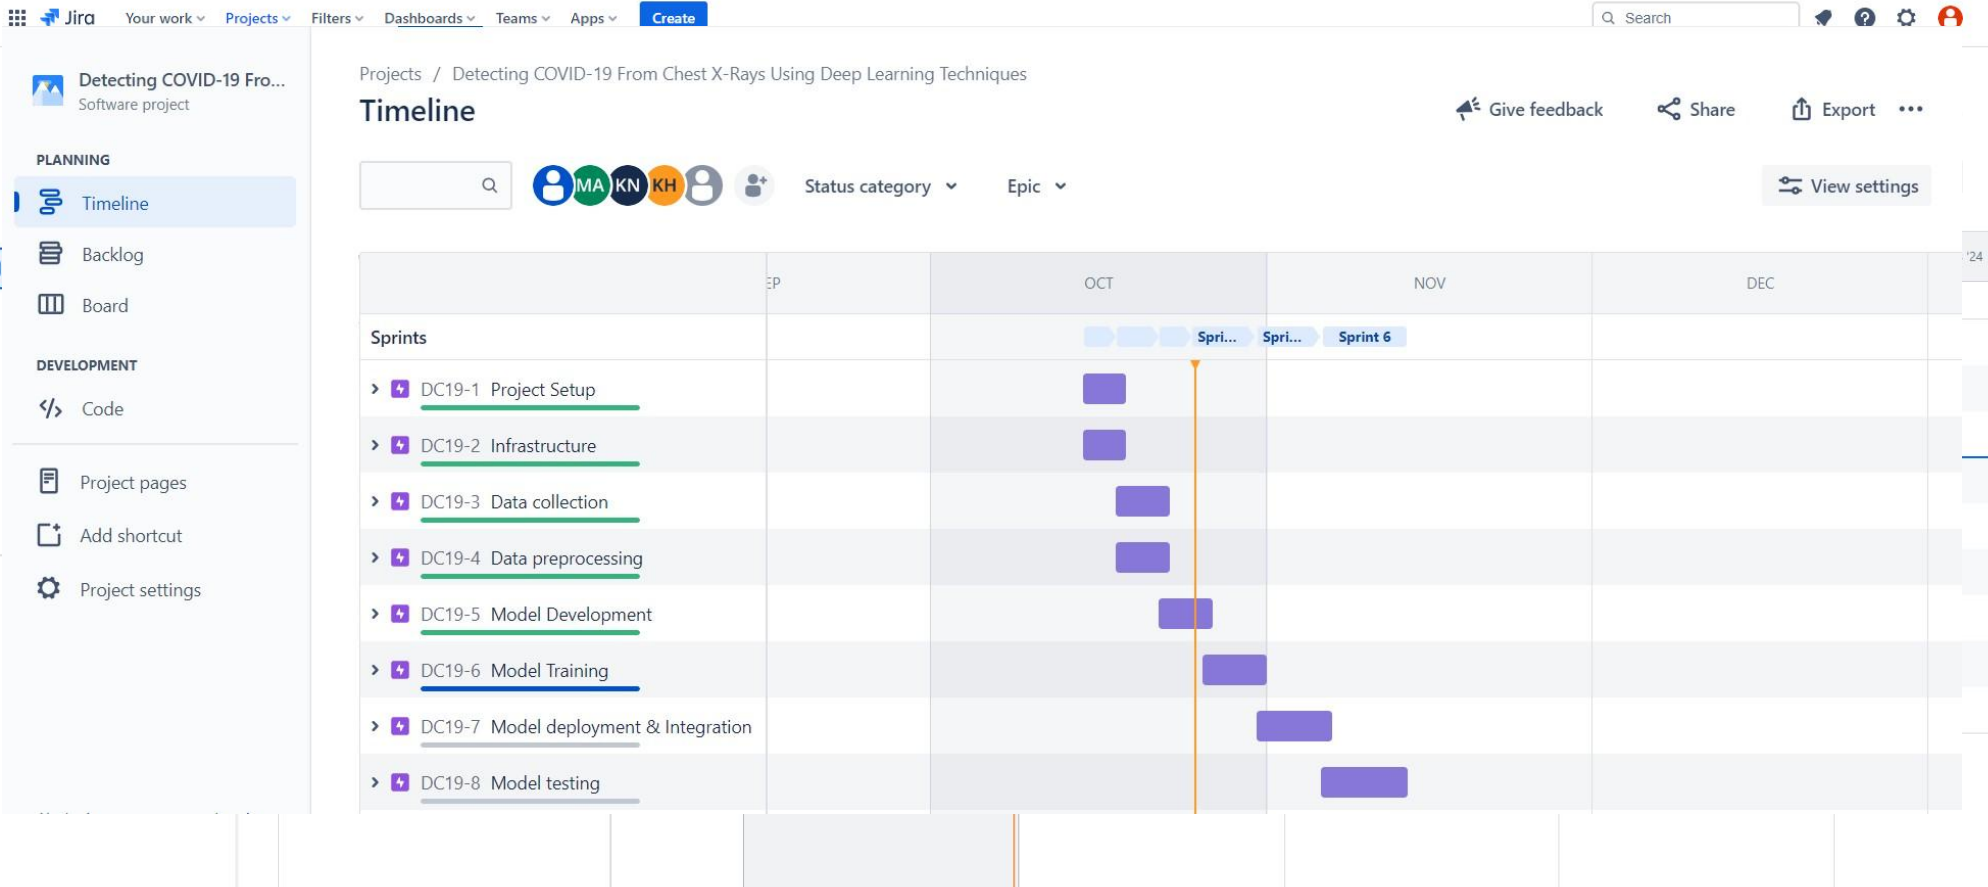 Jira Your work Projects Filters Dashboards Teams Apps Create Search
Detecting COVID-19 Fro...
Software project
PLANNING
Timeline
Backlog
Board
DEVELOPMENT
Code
Project pages
Add shortcut
Project settings
Projects / Detecting COVID-19 From Chest X-Rays Using Deep Learning Techniques
Timeline
Give feedback Share Export
MA KN KH Status category Epic View settings
EP OCT NOV DEC '24
Sprints Spri... Spri... Sprint 6
DC19-1 Project Setup
DC19-2 Infrastructure
DC19-3 Data collection
DC19-4 Data preprocessing
DC19-5 Model Development
DC19-6 Model Training
DC19-7 Model deployment & Integration
DC19-8 Model testing